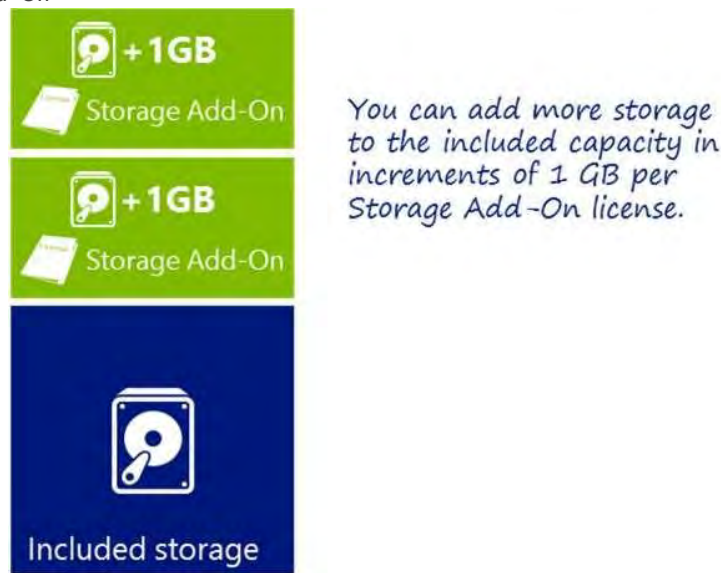 +1GB
Storage Add-On
You can add more storage
to the included capacity in
increments of 1 GB per
Storage Add-On license.
+1GB
Storage Add-On
Included storage